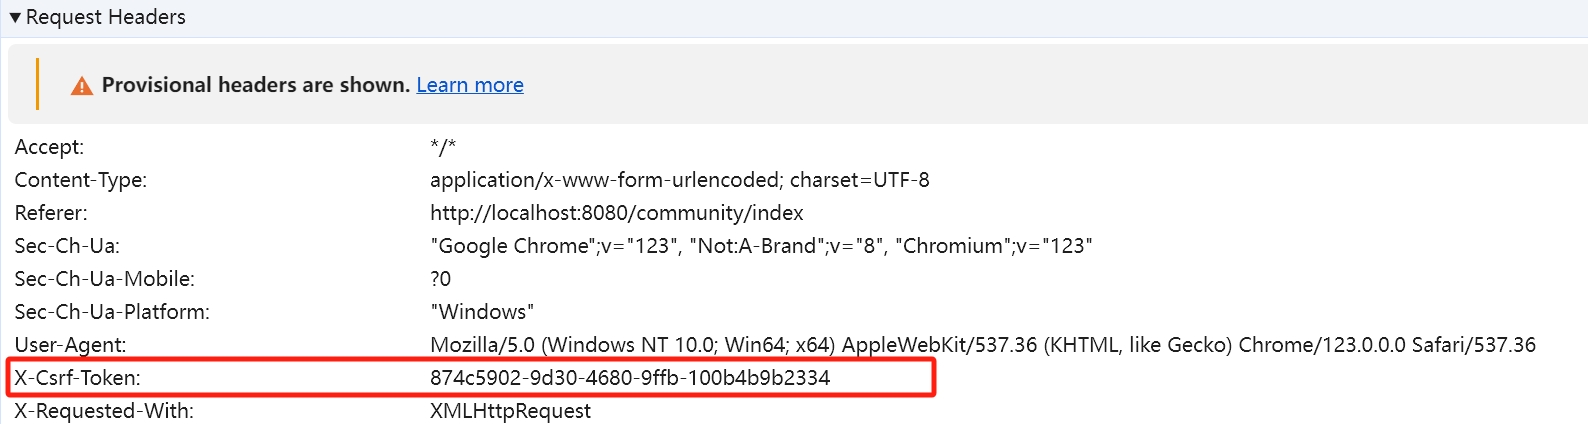 ▼Request Headers
Provisional headers are shown. Learn more
Accept: */*
Content-Type: application/x-www-form-urlencoded; charset=UTF-8
Referer: http://localhost:8080/community/index
Sec-Ch-Ua: "Google Chrome";v="123", "Not:A-Brand";v="8", "Chromium";v="123"
Sec-Ch-Ua-Mobile: ?0
Sec-Ch-Ua-Platform: "Windows"
User-Agent: Mozilla/5.0 (Windows NT 10.0; Win64; x64) AppleWebKit/537.36 (KHTML, like Gecko) Chrome/123.0.0.0 Safari/537.36
X-Csrf-Token: 874c5902-9d30-4680-9ffb-100b4b9b2334
X-Requested-With: XMLHttpRequest